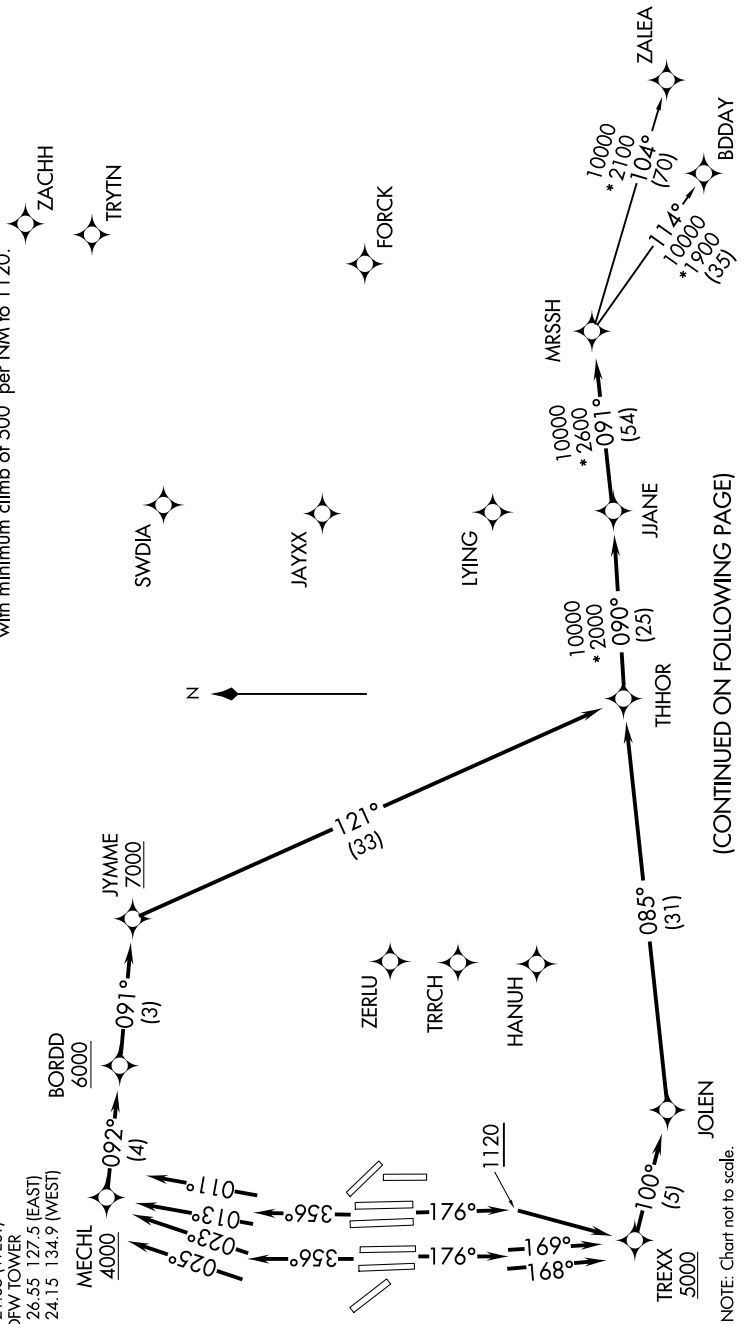 with minimum climb of 500' per NM to 1120.
DFW TOWER
26.55 127.5 (EAST)
24.15 134.9 (WEST)
ZACHH
TRYTN
FORCK
ZALEA
BDDAY
SWDIA
JAYXX
LYING
MRSSH
10000
*2100
104°
(70)
114°
10000
*1900
(35)
N
JYMME
7000
BORDD
6000
MECHL
4000
092°
(4)
091°
(3)
121°
(33)
ZERLU
TRRCH
HANUH
THHOR
10000
*2000
090°
(25)
JJANE
10000
*2600
091°
(54)
011°
013°
023°
025°
356°
356°
176°
176°
1120
169°
168°
TREXX
5000
100°
(5)
JOLEN
085°
(31)
NOTE: Chart not to scale.
(CONTINUED ON FOLLOWING PAGE)